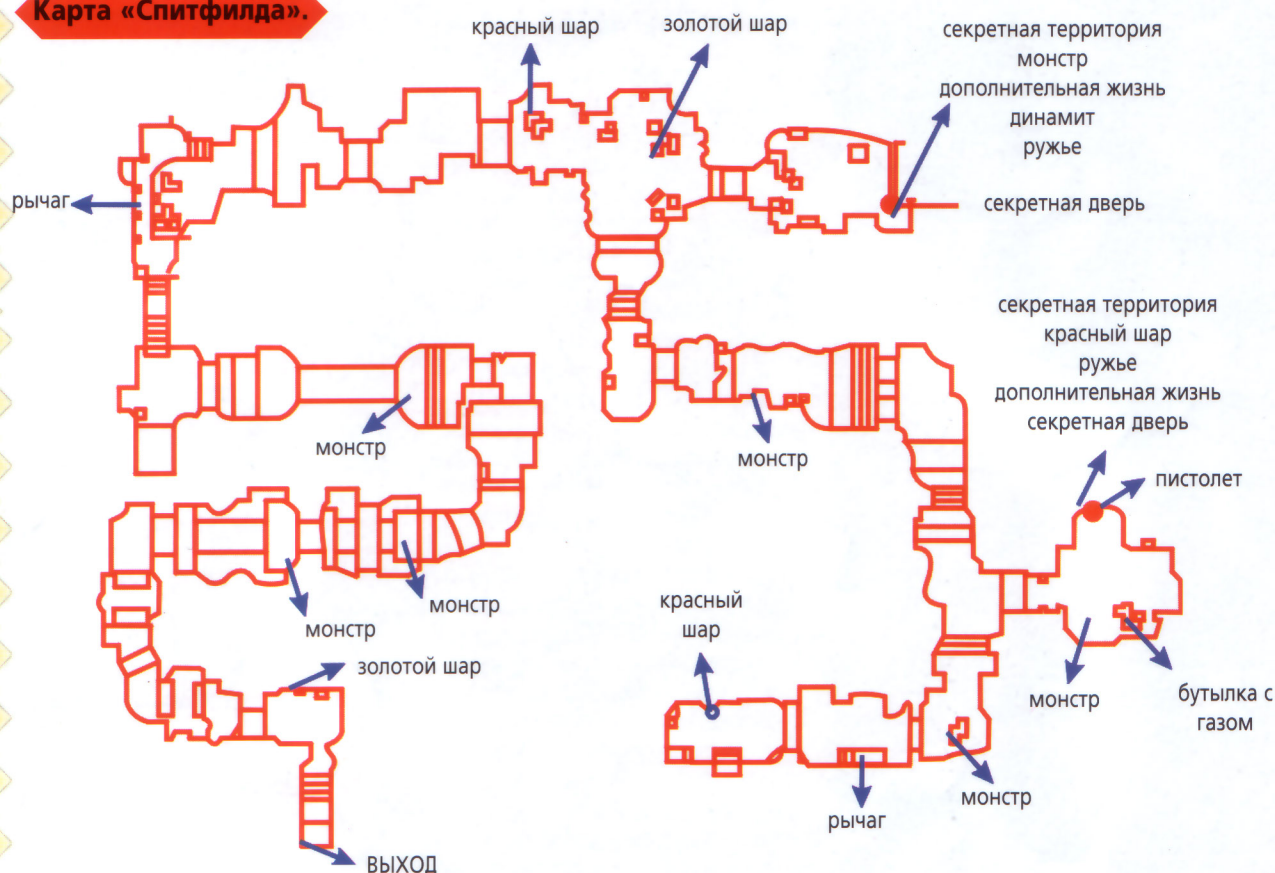 Карта «Спитфилда».
красный шар
золотой шар
секретная территория
монстр
дополнительная жизнь
динамит
ружье
рычаг
секретная дверь
секретная территория
красный шар
ружье
дополнительная жизнь
секретная дверь
монстр
монстр
пистолет
красный
шар
монстр
монстр
золотой шар
монстр
бутылка с
газом
монстр
рычаг
ВЫХОД